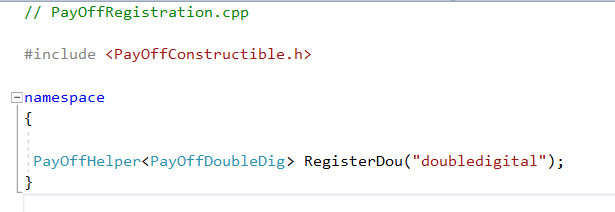 // PayOffRegistration.cpp
#include <PayOffConstructible.h>
namespace
{
PayOffHelper<PayOffDoubleDig> RegisterDou("doubledigital");
}